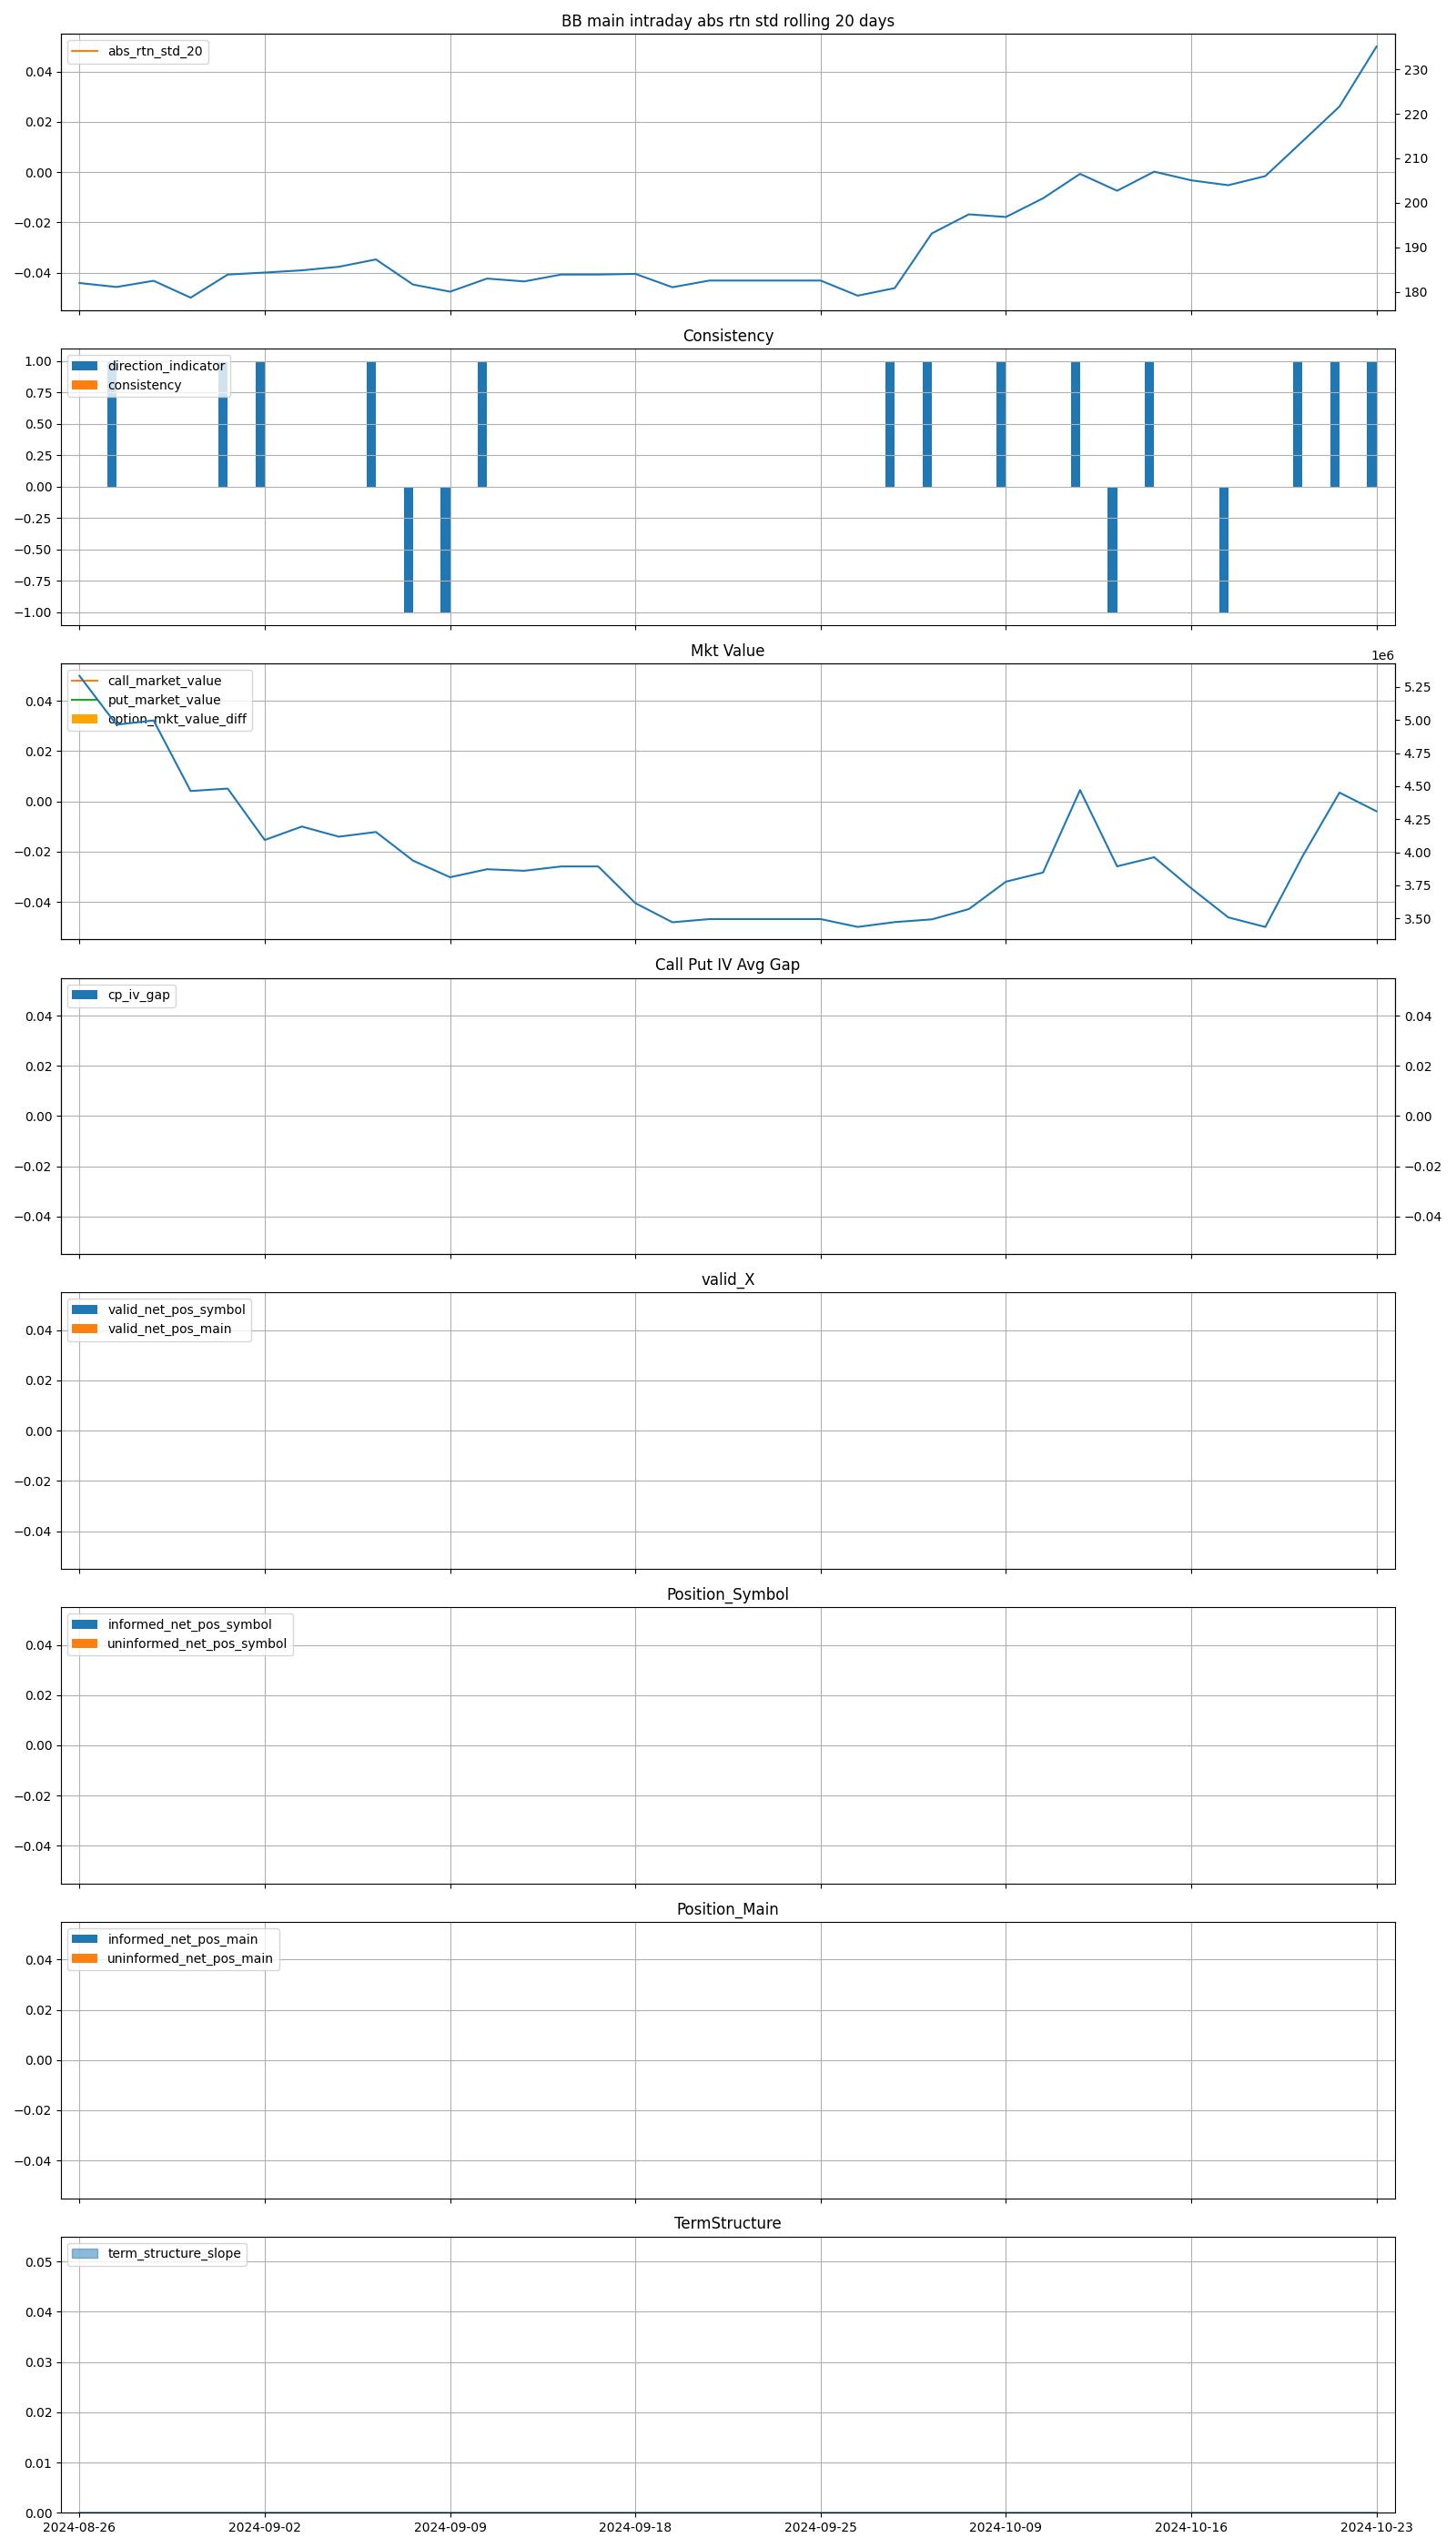 BB main intraday abs rtn std rolling 20 days
abs_rtn_std_20
0.04
0.02
0.00
−0.02
−0.04
230
220
210
200
190
180
Consistency
direction_indicator
consistency
1.00
0.75
0.50
0.25
0.00
−0.25
−0.50
−0.75
−1.00
Mkt Value
1e6
call_market_value
put_market_value
option_mkt_value_diff
0.04
0.02
0.00
−0.02
−0.04
5.25
5.00
4.75
4.50
4.25
4.00
3.75
3.50
Call Put IV Avg Gap
cp_iv_gap
0.04
0.02
0.00
−0.02
−0.04
0.04
0.02
0.00
−0.02
−0.04
valid_X
valid_net_pos_symbol
valid_net_pos_main
0.04
0.02
0.00
−0.02
−0.04
Position_Symbol
informed_net_pos_symbol
uninformed_net_pos_symbol
0.04
0.02
0.00
−0.02
−0.04
Position_Main
informed_net_pos_main
uninformed_net_pos_main
0.04
0.02
0.00
−0.02
−0.04
TermStructure
term_structure_slope
0.05
0.04
0.03
0.02
0.01
0.00
2024-08-26 2024-09-02 2024-09-09 2024-09-18 2024-09-25 2024-10-09 2024-10-16 2024-10-23